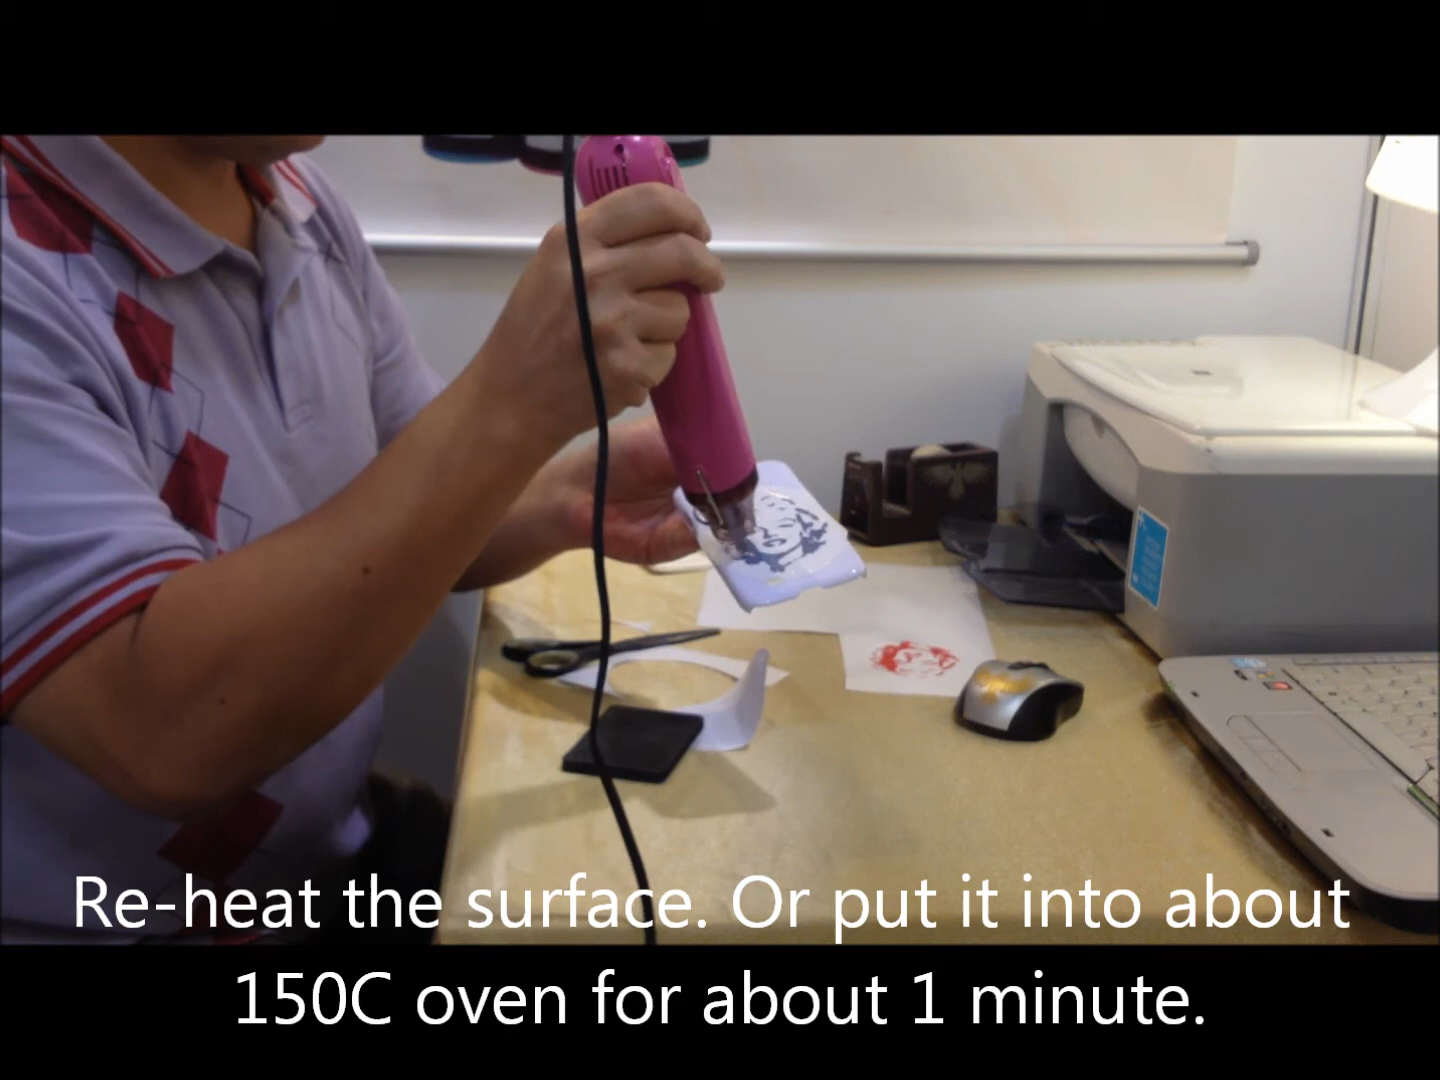 Re-heat the surface. Or put it into about
150C oven for about 1 minute.